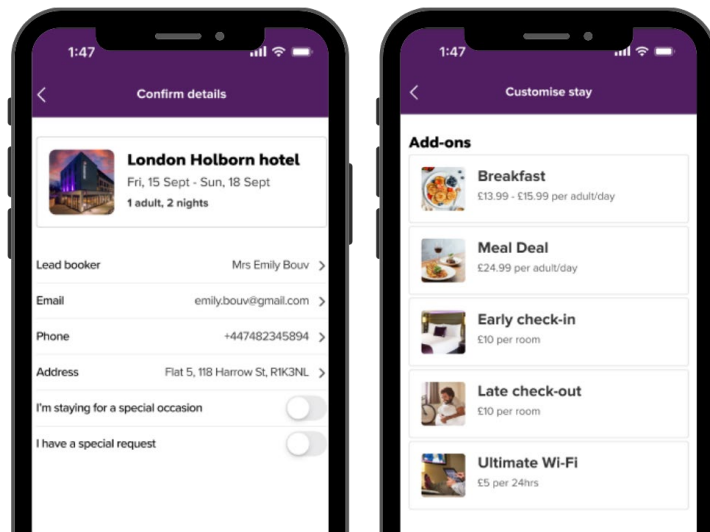 1:47
Confirm details
London Holborn hotel
Fri, 15 Sept - Sun, 18 Sept
1 adult, 2 nights
Lead booker Mrs Emily Bouv
Email emily.bouv@gmail.com
Phone +447482345894
Address Flat 5, 118 Harrow St, R1K3NL
I'm staying for a special occasion
I have a special request
1:47
Customise stay
Add-ons
Breakfast
£13.99 - £15.99 per adult/day
Meal Deal
£24.99 per adult/day
Early check-in
£10 per room
Late check-out
£10 per room
Ultimate Wi-Fi
£5 per 24hrs